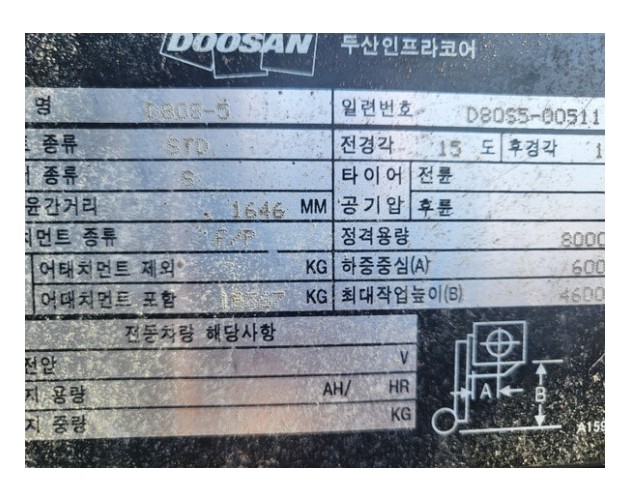 DOOSAN 두산인프라코어
명 D80S-5 일련번호 D80S5-00511
종류 STD 전경각 15 도 후경각 1
종류 S 타이어 전륜
윤간거리 1646 MM 공기압 후륜
치먼트 종류 F/P 정격용량 8000
어태치먼트 제외 KG 하중중심(A) 600
어태치먼트 포함 KG 최대작업높이(B) 4600
전동차량 해당사항
전압 V
지 용량 AH/ HR
지 중량 KG
A
B
A159